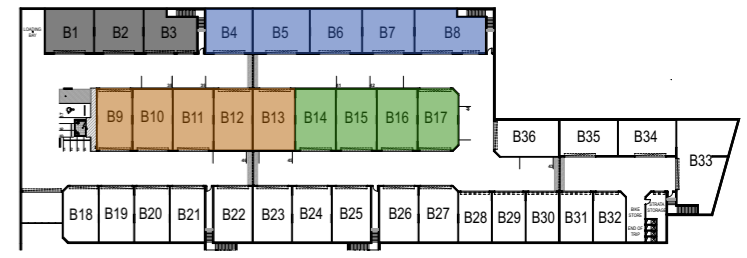 LOADING
BAY
B1 B2 B3 B4 B5 B6 B7 B8
B9 B10 B11 B12 B13 B14 B15 B16 B17
B36 B35 B34
B33
B18 B19 B20 B21 B22 B23 B24 B25 B26 B27 B28 B29 B30 B31 B32
BIKE
STORE
STRATA
STORAGE
END OF
TRIP